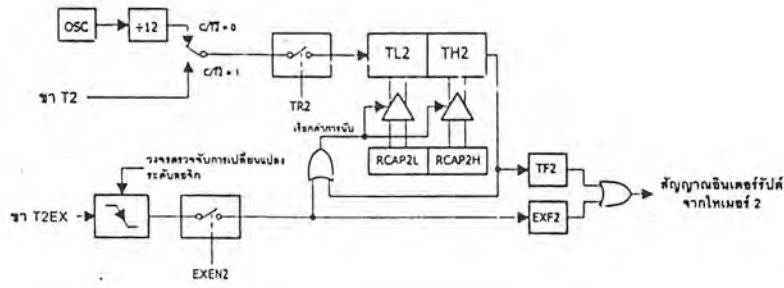 OSC
÷12
C/T2 = 0
C/T2 = 1
TL2
TH2
ขา T2
TR2
เรียกค่าการนับ
RCAP2L
RCAP2H
วงจรตรวจจับการเปลี่ยนแปลง
ระดับลอจิก
TF2
ขา T2EX
EXF2
สัญญาณอินเตอร์รัปต์
จากไทเมอร์ 2
EXEN2